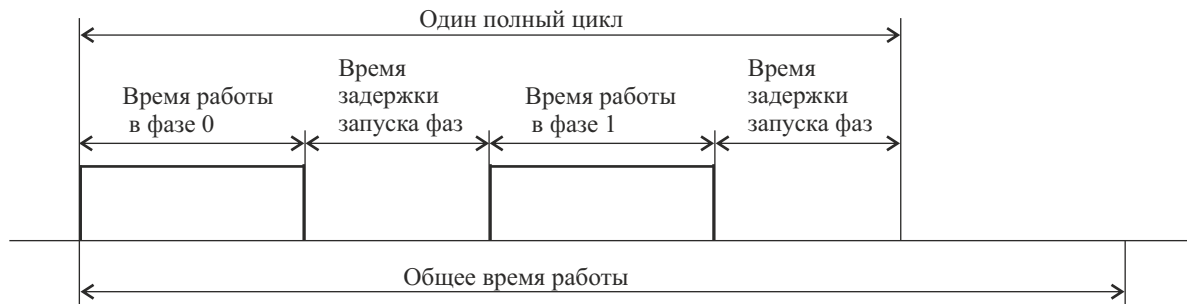 Один полный цикл
Время работы
в фазе 0
Время
задержки
запуска фаз
Время работы
в фазе 1
Время
задержки
запуска фаз
Общее время работы